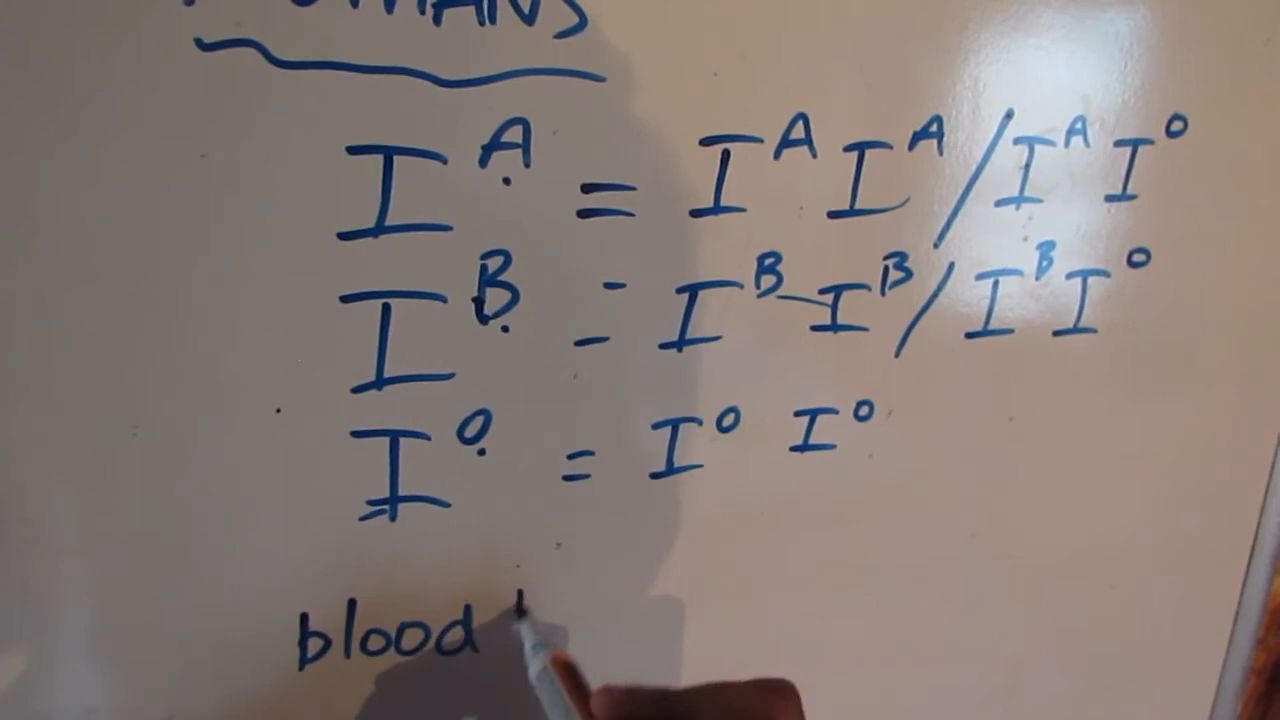 I^A = I^A I^A / I^A I^O
I^B = I^B I^B / I^B I^O
I^O = I^O I^O
blood